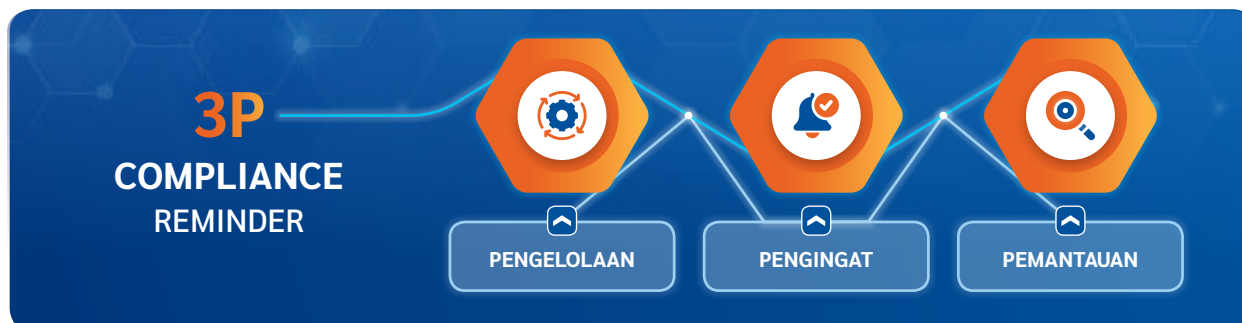 3P
COMPLIANCE
REMINDER
PENGELOLAAN
PENGINGAT
PEMANTAUAN